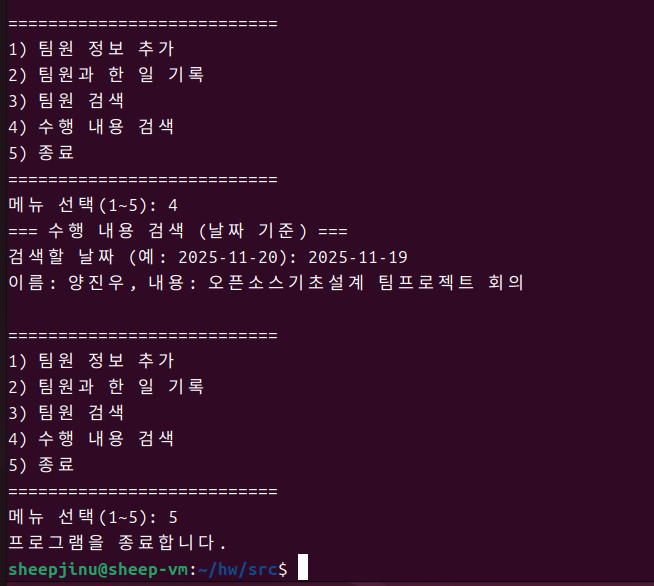 ===========================
1) 팀원 정보 추가
2) 팀원과 한 일 기록
3) 팀원 검색
4) 수행 내용 검색
5) 종료
===========================
메뉴 선택(1~5): 4
=== 수행 내용 검색 (날짜 기준) ===
검색할 날짜 (예: 2025-11-20): 2025-11-19
이름: 양진우, 내용: 오픈소스기초설계 팀프로젝트 회의
===========================
1) 팀원 정보 추가
2) 팀원과 한 일 기록
3) 팀원 검색
4) 수행 내용 검색
5) 종료
===========================
메뉴 선택(1~5): 5
프로그램을 종료합니다.
sheepjinu@sheep-vm:~/hw/src$